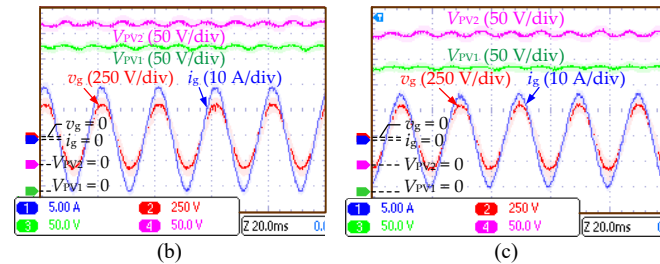 VPV2 (50 V/div)
VPV1 (50 V/div)
vg (250 V/div) ig (10 A/div)
vg = 0
ig = 0
VPV2 = 0
VPV1 = 0
1 5.00 A 2 250 V
3 50.0 V 4 50.0 V
Z 20.0ms
(b)
T
VPV2 (50 V/div)
VPV1 (50 V/div)
vg (250 V/div) ig (10 A/div)
vg = 0
ig = 0
VPV2 = 0
VPV1 = 0
1 5.00 A 2 250 V
3 50.0 V 4 50.0 V
Z 20.0ms
(c)